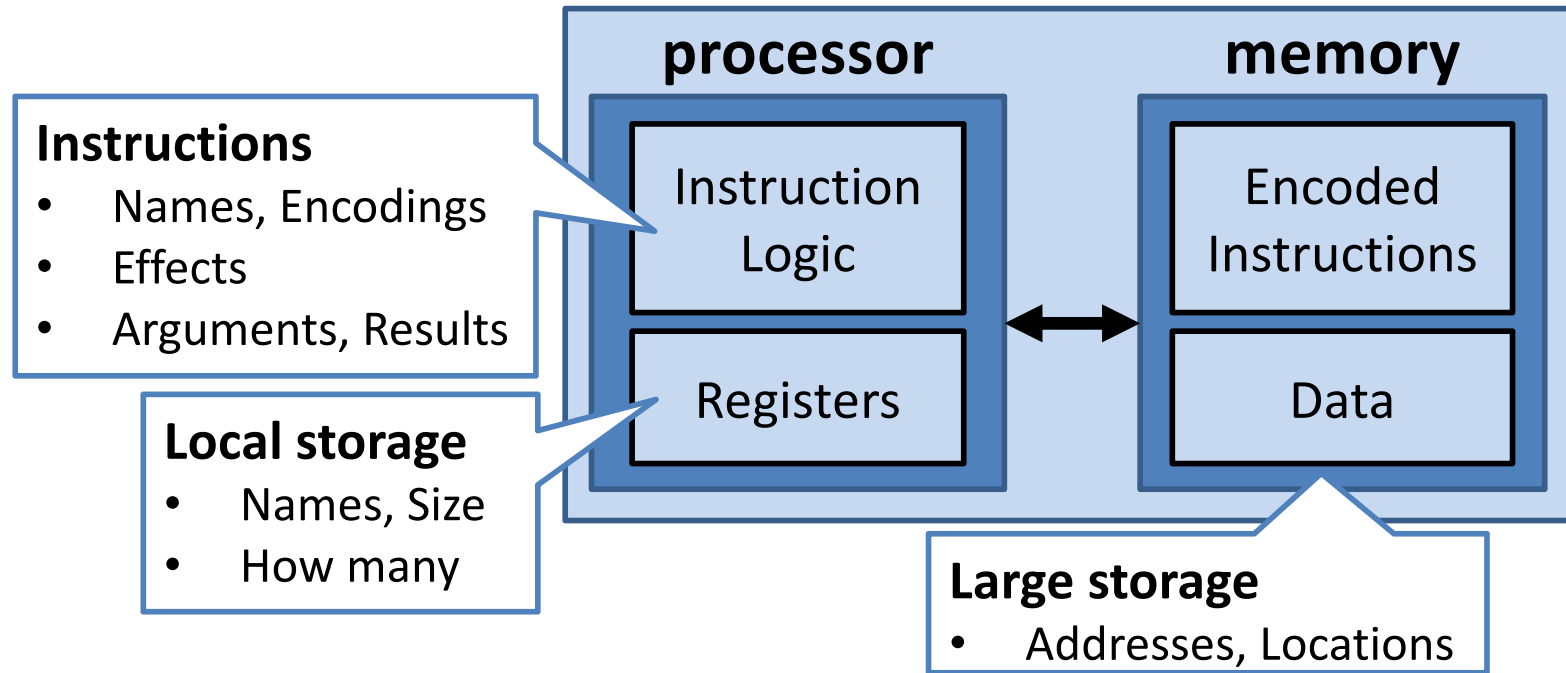 processor
memory
Instructions
• Names, Encodings
• Effects
• Arguments, Results
Instruction
Logic
Encoded
Instructions
Registers
Data
Local storage
• Names, Size
• How many
Large storage
• Addresses, Locations